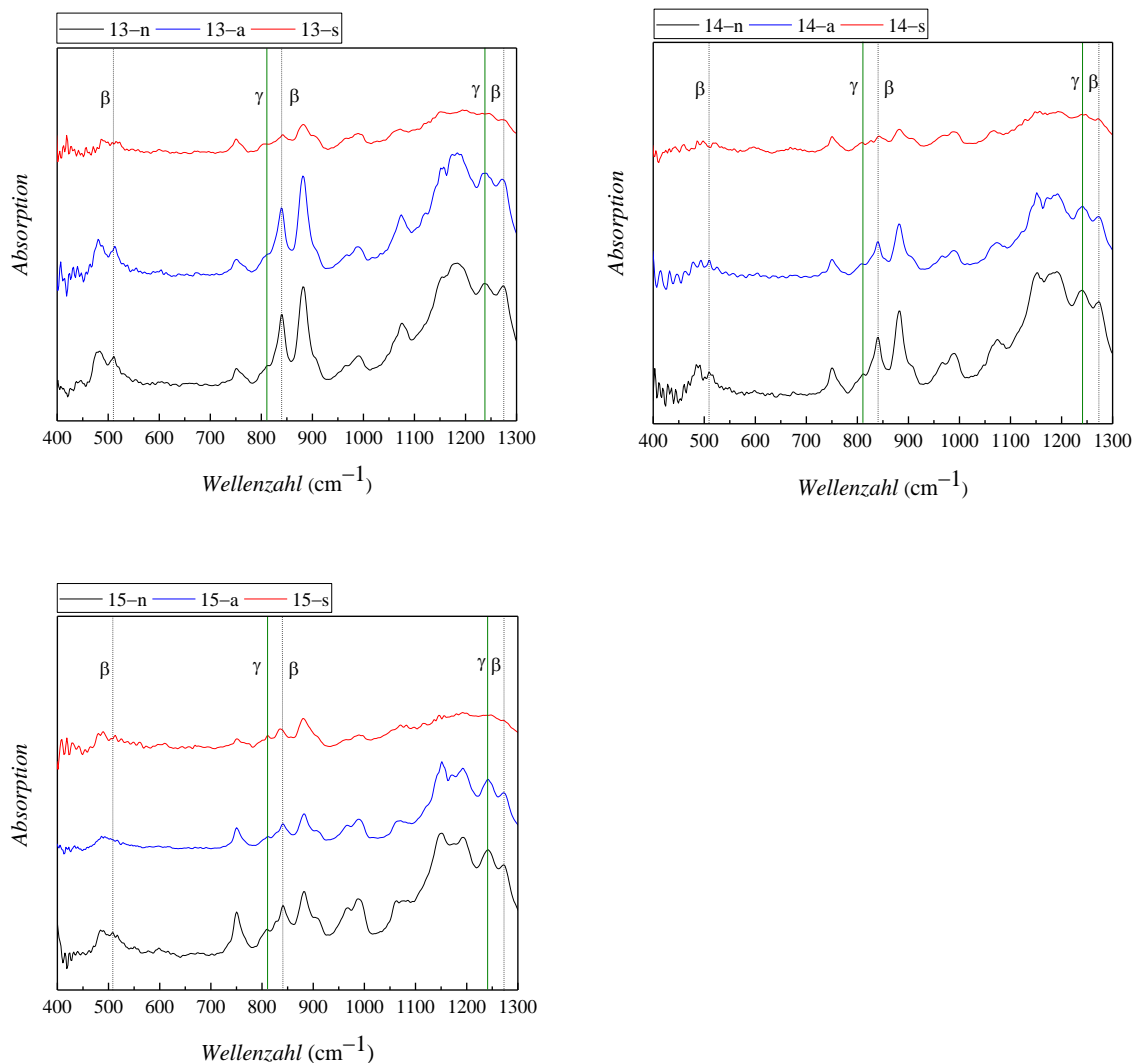 13–n 13–a 13–s
β γ β γ β
Absorption
400 500 600 700 800 900 1000 1100 1200 1300
Wellenzahl (cm−1)
14–n 14–a 14–s
β γ β γ β
Absorption
400 500 600 700 800 900 1000 1100 1200 1300
Wellenzahl (cm−1)
15–n 15–a 15–s
β γ β γ β
Absorption
400 500 600 700 800 900 1000 1100 1200 1300
Wellenzahl (cm−1)